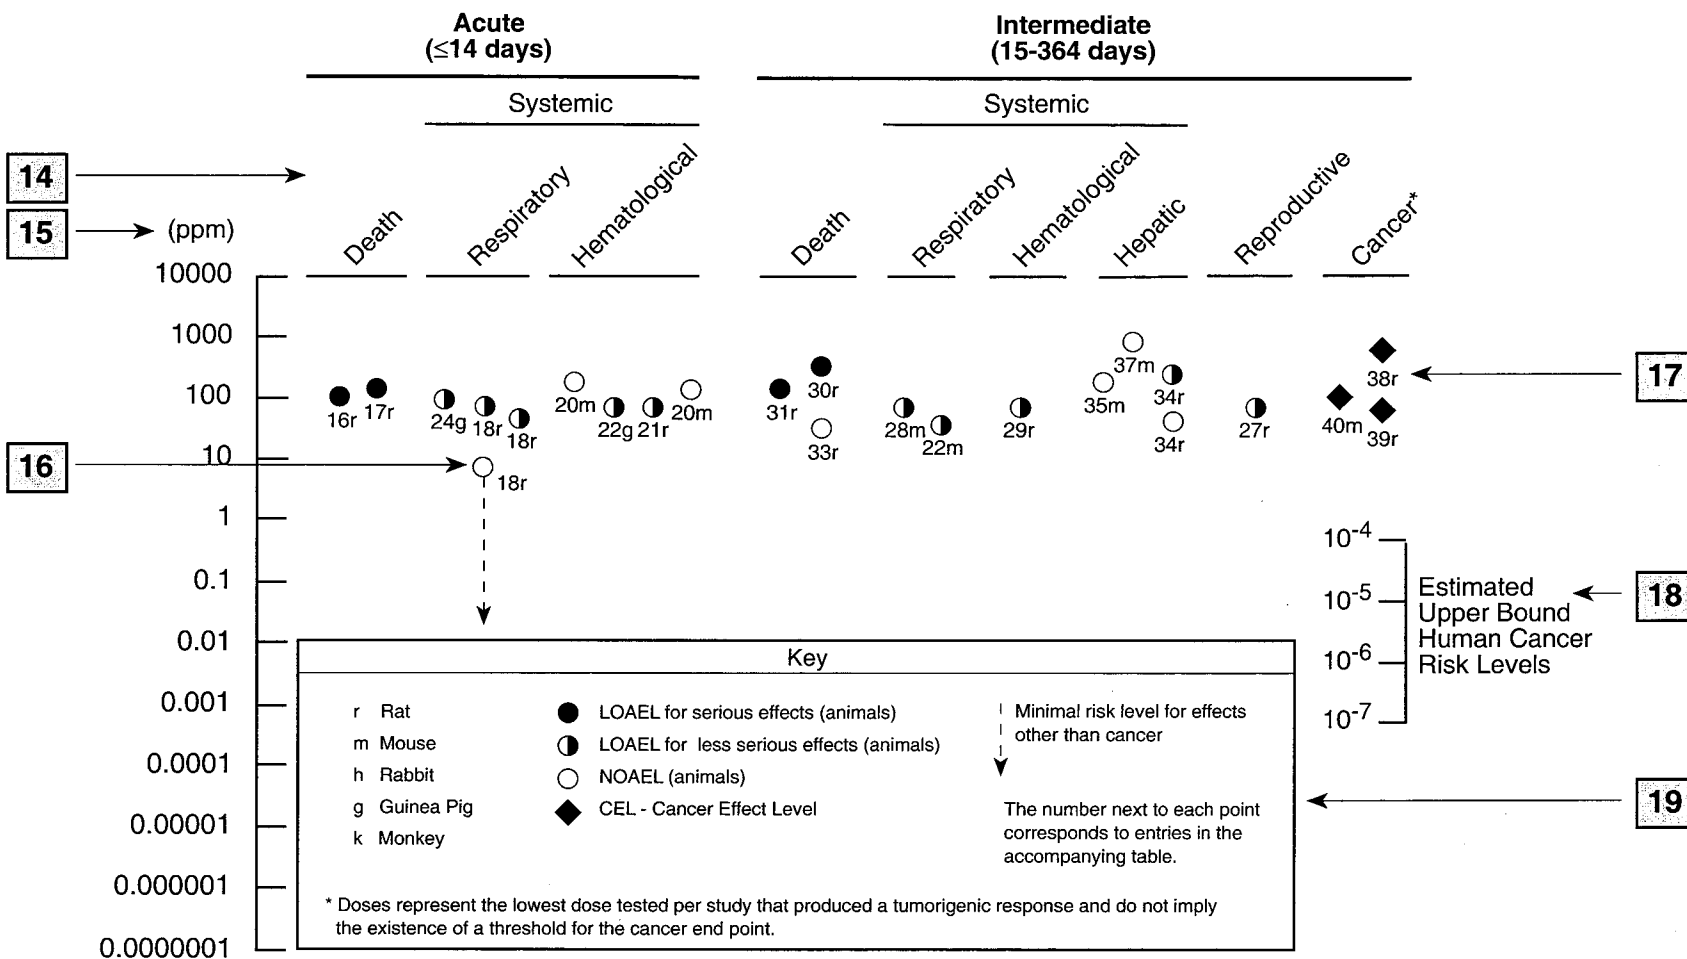 Acute
(≤14 days)
Intermediate
(15-364 days)
Systemic
Systemic
14
15
(ppm)
Death
Respiratory
Hematological
Death
Respiratory
Hematological
Hepatic
Reproductive
Cancer*
10000
1000
100
10
1
0.1
0.01
0.001
0.0001
0.00001
0.000001
0.0000001
16r
17r
24g
18r
18r
18r
20m
22g
21r
20m
31r
30r
33r
28m
22m
29r
35m
37m
34r
34r
27r
40m
38r
39r
16
17
10-4
10-5
10-6
10-7
Estimated
Upper Bound
Human Cancer
Risk Levels
18
19
Key
r Rat
m Mouse
h Rabbit
g Guinea Pig
k Monkey
LOAEL for serious effects (animals)
LOAEL for less serious effects (animals)
NOAEL (animals)
CEL - Cancer Effect Level
Minimal risk level for effects
other than cancer
The number next to each point
corresponds to entries in the
accompanying table.
* Doses represent the lowest dose tested per study that produced a tumorigenic response and do not imply
the existence of a threshold for the cancer end point.